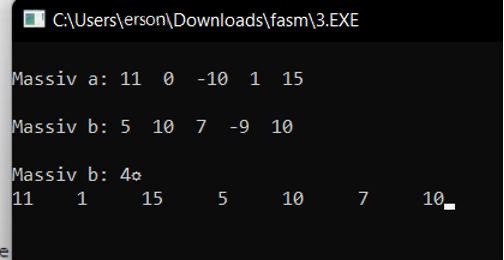 C:\Users\erson\Downloads\fasm\3.EXE
Massiv a: 11 0 -10 1 15
Massiv b: 5 10 7 -9 10
Massiv b: 4☼
11 1 15 5 10 7 10
e